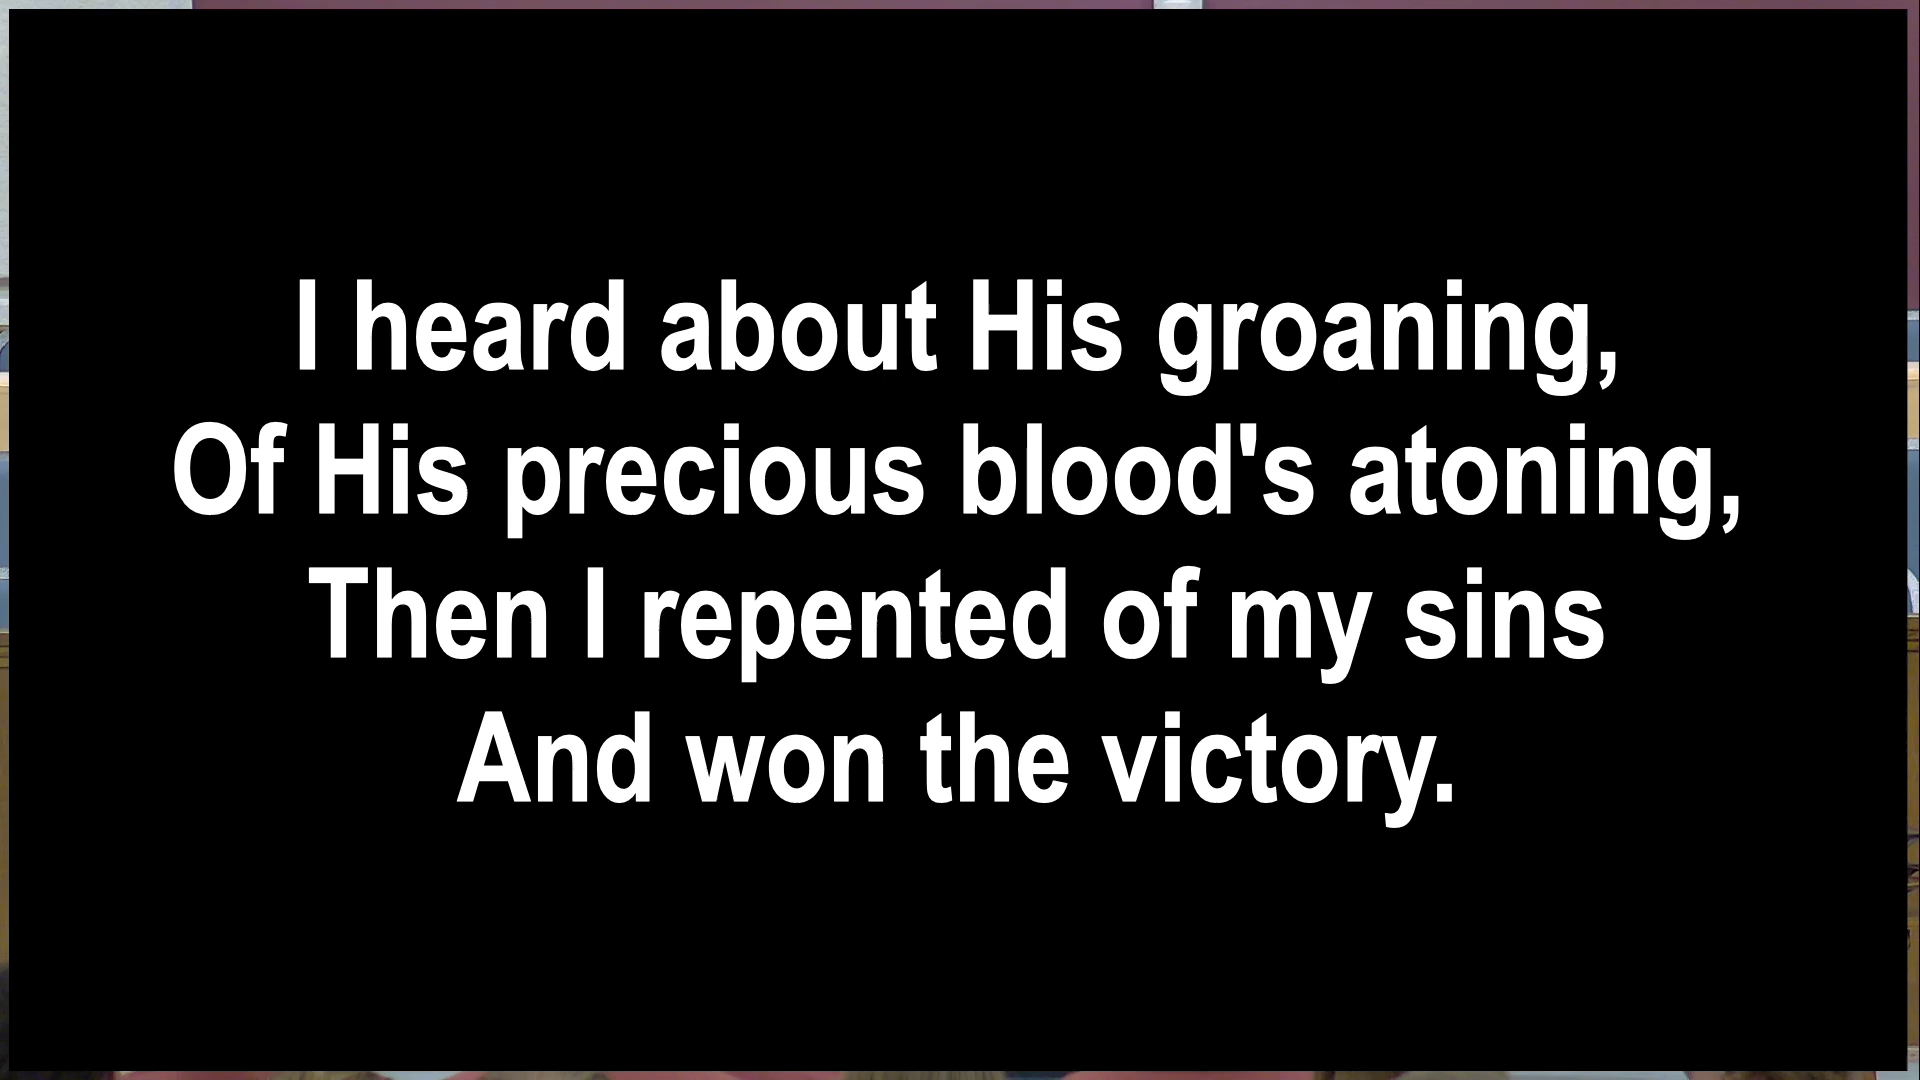 I heard about His groaning,
Of His precious blood's atoning,
Then I repented of my sins
And won the victory.